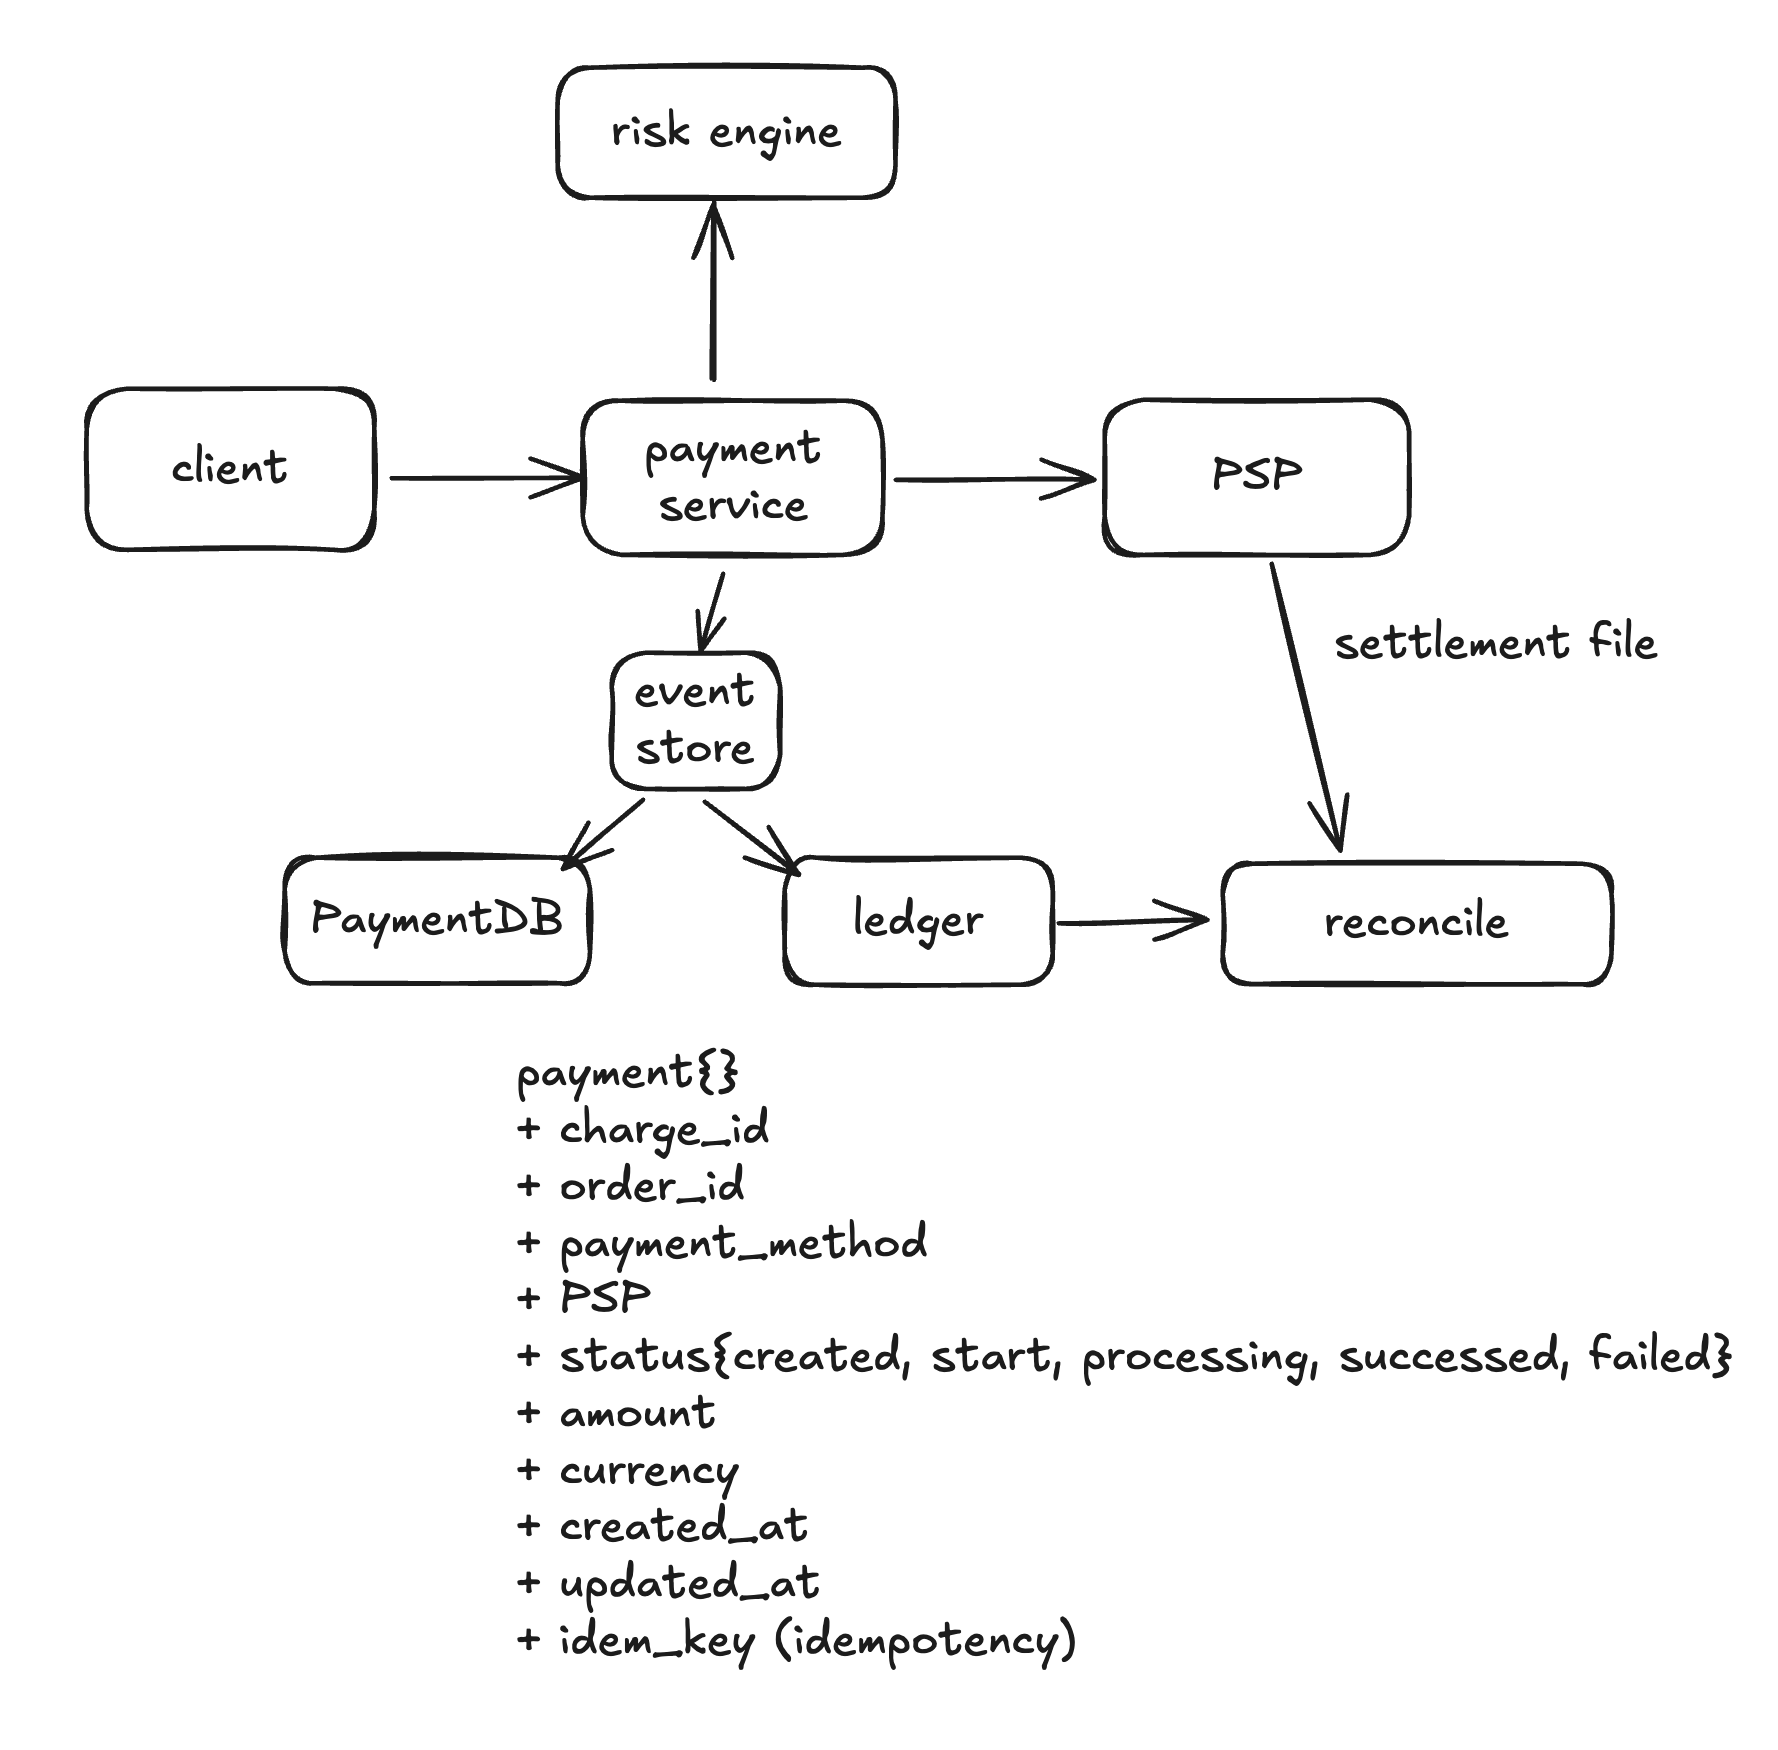 risk engine
client
payment
service
PSP
settlement file
event
store
PaymentDB
ledger
reconcile
payment{}
+ charge_id
+ order_id
+ payment_method
+ PSP
+ status{created, start, processing, successed, failed}
+ amount
+ currency
+ created_at
+ updated_at
+ idem_key (idempotency)